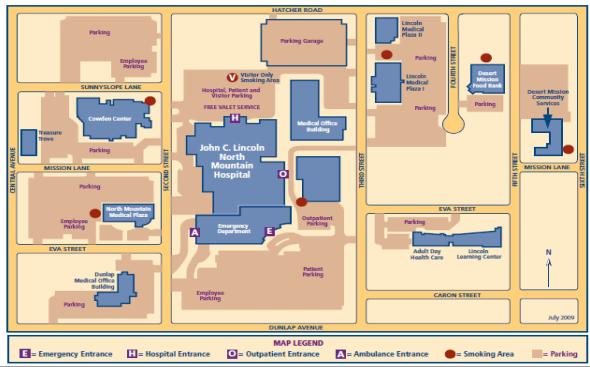 HATCHER ROAD
Parking
Employee
Parking
SUNNYSLOPE LANE
Cowden Center
Treasure
Trove
Parking
MISSION LANE
CENTRAL AVENUE
SECOND STREET
Parking
North Mountain
Medical Plaza
Employee
Parking
EVA STREET
Dunlap
Medical Office
Building
Parking
Parking Garage
V
Visitor Only
Smoking Area
Hospital, Patient and
Visitor Parking
FREE VALET SERVICE
H
Medical Office
Building
John C. Lincoln
North
Mountain
Hospital
O
Emergency
Department
A
E
Outpatient
Parking
Patient
Parking
Employee
Parking
THIRD STREET
DUNLAP AVENUE
Lincoln
Medical
Plaza II
Parking
Lincoln
Medical
Plaza I
FOURTH STREET
Desert
Mission
Food Bank
Parking
Desert Mission
Community
Services
MISSION LANE
FIFTH STREET
SIXTH STREET
EVA STREET
Parking
Adult Day
Health Care
Lincoln
Learning Center
CARON STREET
N
July 2009
MAP LEGEND
E = Emergency Entrance H = Hospital Entrance O = Outpatient Entrance A = Ambulance Entrance = Smoking Area = Parking